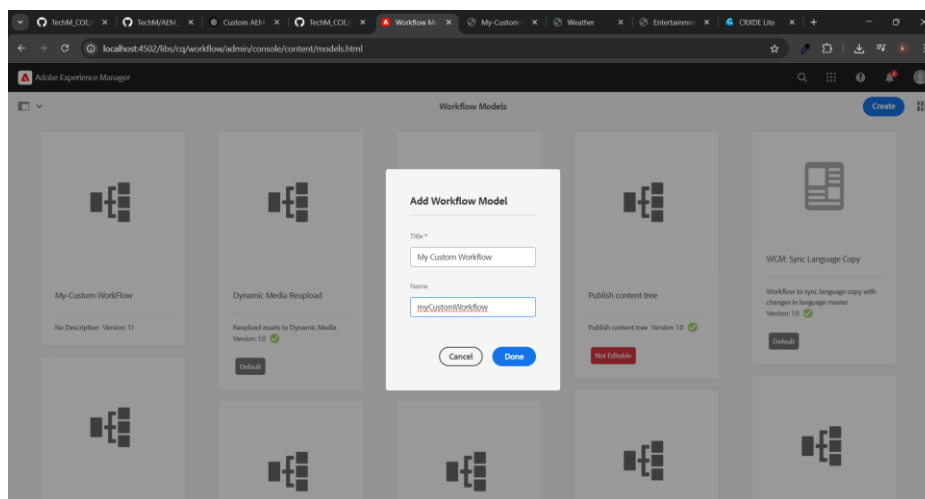 TechM_COE/
TechM/AEM_
Custom AEM
TechM_COE/
Workflow Mo
My-Custom-
Weather
Entertainmen
CRXDE Lite
localhost:4502/libs/cq/workflow/admin/console/content/models.html
Adobe Experience Manager
Workflow Models
Create
Add Workflow Model
Title *
My Custom Workflow
Name
myCustomWorkflow
Cancel
Done
My-Custom-WorkFlow
No Description Version: 1.1
Dynamic Media Reupload
Reupload assets to Dynamic Media
Version: 1.0
Default
Publish content tree
Publish content tree Version: 1.0
Not Editable
WCM: Sync Language Copy
Workflow to sync language copy with
changes in language master
Version: 1.0
Default